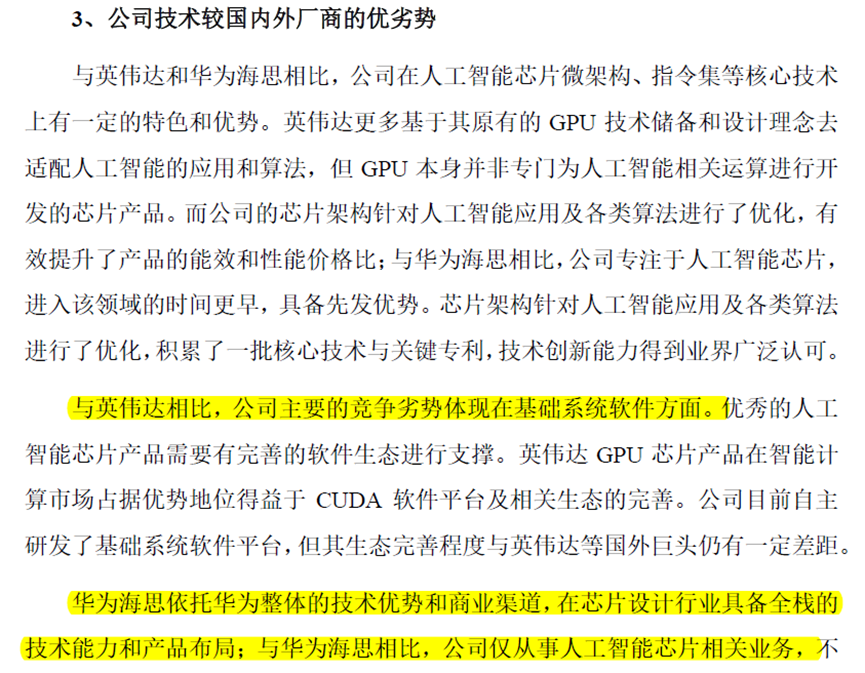 3、公司技术较国内外厂商的优劣势
与英伟达和华为海思相比，公司在人工智能芯片微架构、指令集等核心技术
上有一定的特色和优势。英伟达更多基于其原有的 GPU 技术储备和设计理念去
适配人工智能的应用和算法，但 GPU 本身并非专门为人工智能相关运算进行开
发的芯片产品。而公司的芯片架构针对人工智能应用及各类算法进行了优化，有
效提升了产品的能效和性能价格比；与华为海思相比，公司专注于人工智能芯片，
进入该领域的时间更早，具备先发优势。芯片架构针对人工智能应用及各类算法
进行了优化，积累了一批核心技术与关键专利，技术创新能力得到业界广泛认可。
与英伟达相比，公司主要的竞争劣势体现在基础系统软件方面。优秀的人工
智能芯片产品需要有完善的软件生态进行支撑。英伟达 GPU 芯片产品在智能计
算市场占据优势地位得益于 CUDA 软件平台及相关生态的完善。公司目前自主
研发了基础系统软件平台，但其生态完善程度与英伟达等国外巨头仍有一定差距。
华为海思依托华为整体的技术优势和商业渠道，在芯片设计行业具备全栈的
技术能力和产品布局；与华为海思相比，公司仅从事人工智能芯片相关业务，不